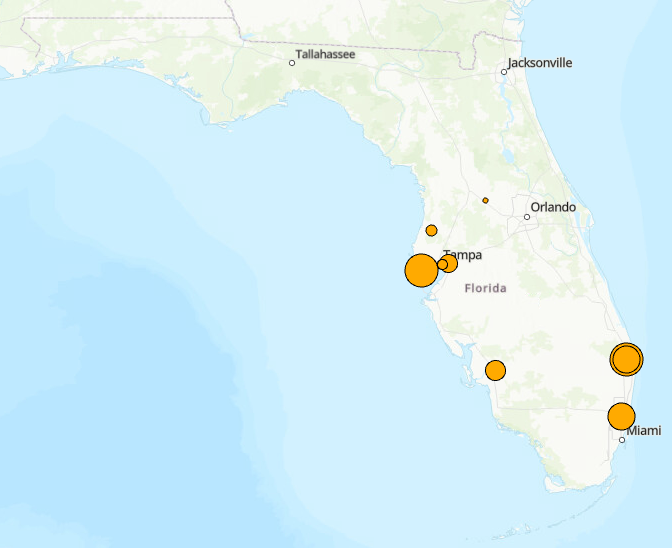 Tallahassee
Jacksonville
Orlando
Tampa
Florida
Miami